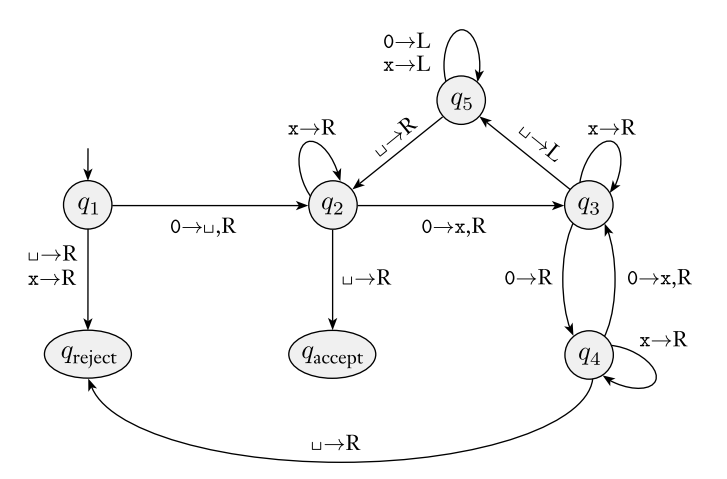 0→L
x→L
q5
x→R
␣→R
␣→L
x→R
q1
q2
q3
0→␣,R
0→x,R
␣→R
x→R
␣→R
0→R
0→x,R
qreject
qaccept
q4
x→R
␣→R